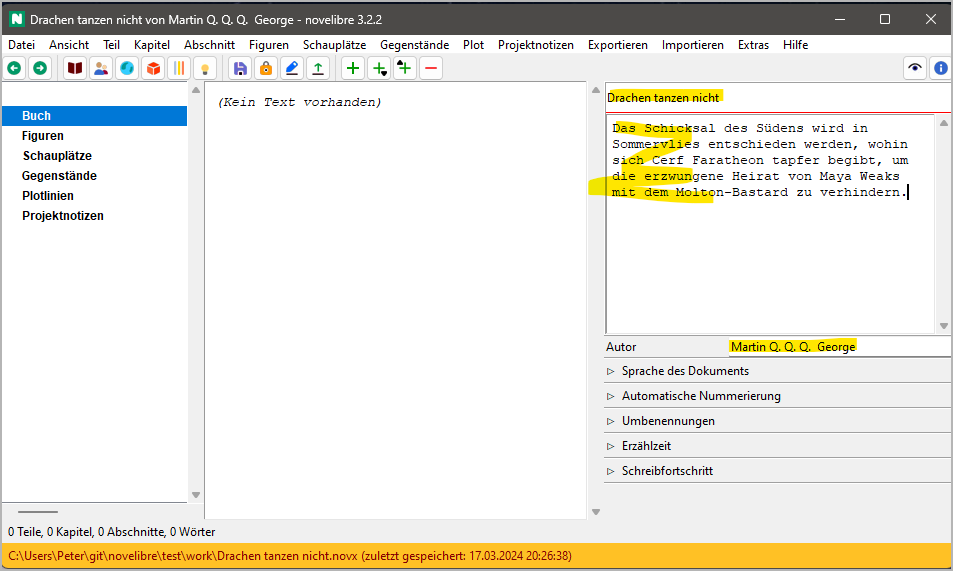 Drachen tanzen nicht von Martin Q. Q. Q.  George - novelibre 3.2.2
Datei Ansicht Teil Kapitel Abschnitt Figuren Schauplätze Gegenstände Plot Projektnotizen Exportieren Importieren Extras Hilfe
Buch
Figuren
Schauplätze
Gegenstände
Plotlinien
Projektnotizen
(Kein Text vorhanden)
Drachen tanzen nicht
Das Schicksal des Südens wird in
Sommervlies entschieden werden, wohin
sich Cerf Faratheon tapfer begibt, um
die erzwungene Heirat von Maya Weaks
mit dem Molton-Bastard zu verhindern.
Autor Martin Q. Q. Q.  George
Sprache des Dokuments
Automatische Nummerierung
Umbenennungen
Erzählzeit
Schreibfortschritt
0 Teile, 0 Kapitel, 0 Abschnitte, 0 Wörter
C:\Users\Peter\git\novelibre\test\work\Drachen tanzen nicht.novx (zuletzt gespeichert: 17.03.2024 20:26:38)